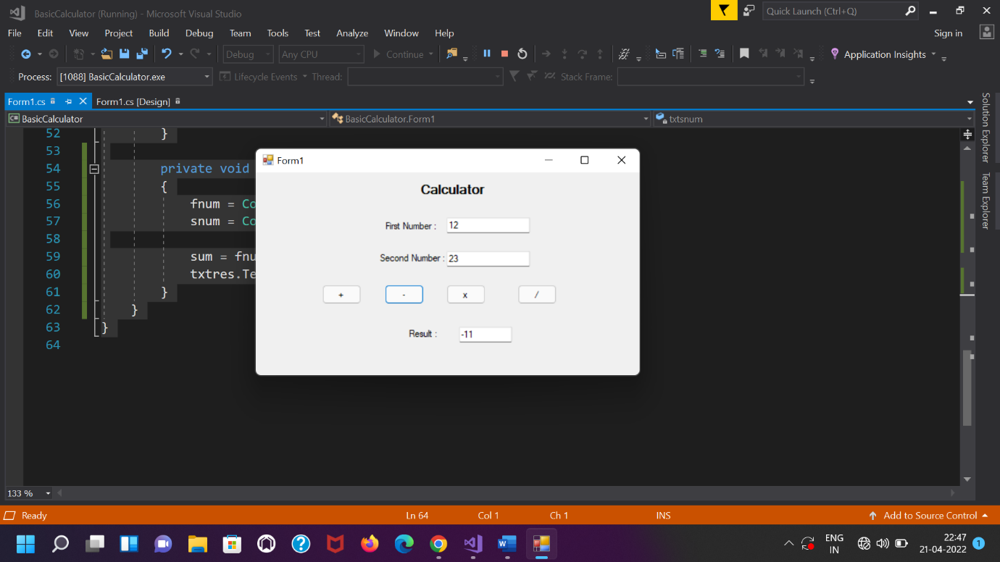 BasicCalculator (Running) - Microsoft Visual Studio
Quick Launch (Ctrl+Q)
File Edit View Project Build Debug Team Tools Test Analyze Window Help
Sign in
Debug Any CPU Continue Application Insights
Process: [1088] BasicCalculator.exe Lifecycle Events Thread: Stack Frame:
Form1.cs Form1.cs [Design]
BasicCalculator BasicCalculator.Form1 txtsnum
Solution Explorer
Team Explorer
52 }
53
54 private void
55 {
56 fnum = Co
57 snum = Co
58
59 sum = fnu
60 txtres.Te
61 }
62 }
63 }
64
Form1
Calculator
First Number : 12
Second Number : 23
+ - x /
Result : -11
133 %
Ready Ln 64 Col 1 Ch 1 INS Add to Source Control
ENG
IN
22:47
21-04-2022
1